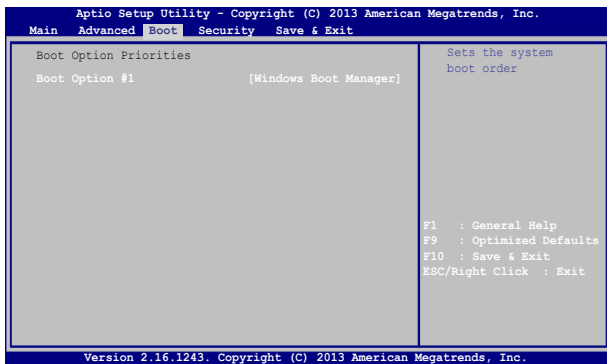 Aptio Setup Utility - Copyright (C) 2013 American Megatrends, Inc.
Main Advanced Boot Security Save & Exit
Boot Option Priorities
Boot Option #1 [Windows Boot Manager]
Sets the system
boot order
F1 : General Help
F9 : Optimized Defaults
F10 : Save & Exit
ESC/Right Click : Exit
Version 2.16.1243. Copyright (C) 2013 American Megatrends, Inc.